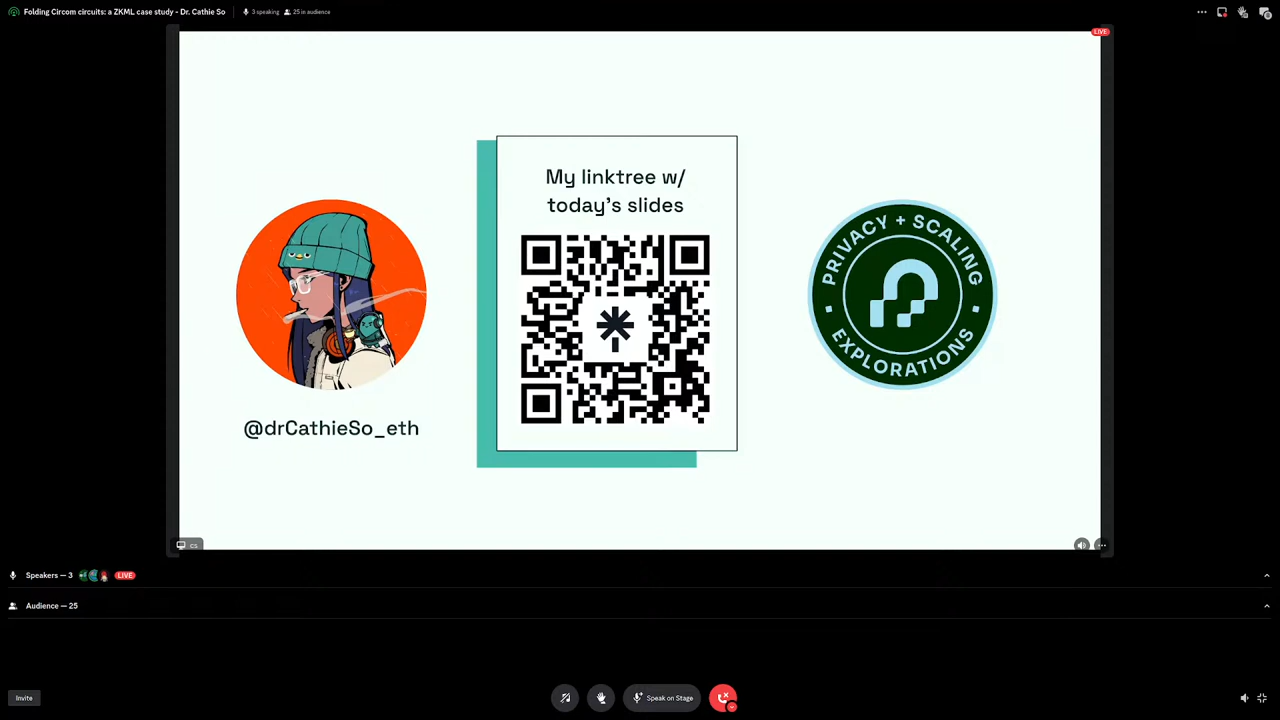 Folding Circom circuits: a ZKML case study - Dr. Cathie So
3 speaking
25 in audience
LIVE
My linktree w/
today's slides
PRIVACY + SCALING
EXPLORATIONS
@drCathieSo_eth
cs
Speakers — 3
LIVE
Audience — 25
Invite
Speak on Stage